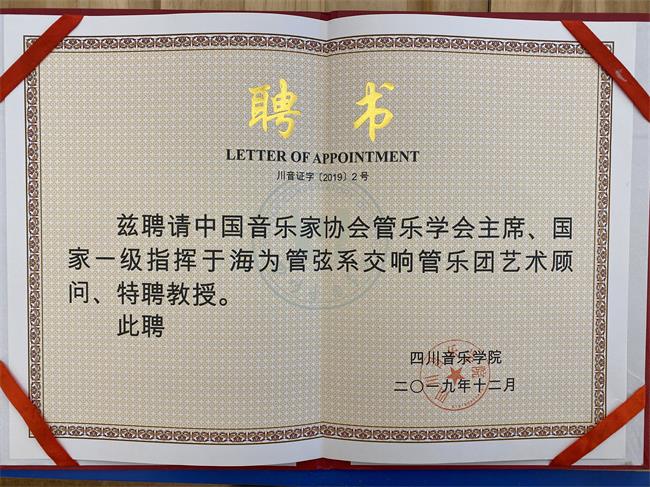 聘书
LETTER OF APPOINTMENT
川音证字〔2019〕2号
兹聘请中国音乐家协会管乐学会主席、国
家一级指挥于海为管弦系交响管乐团艺术顾
问、特聘教授。
此聘
四川音乐学院
二〇一九年十二月